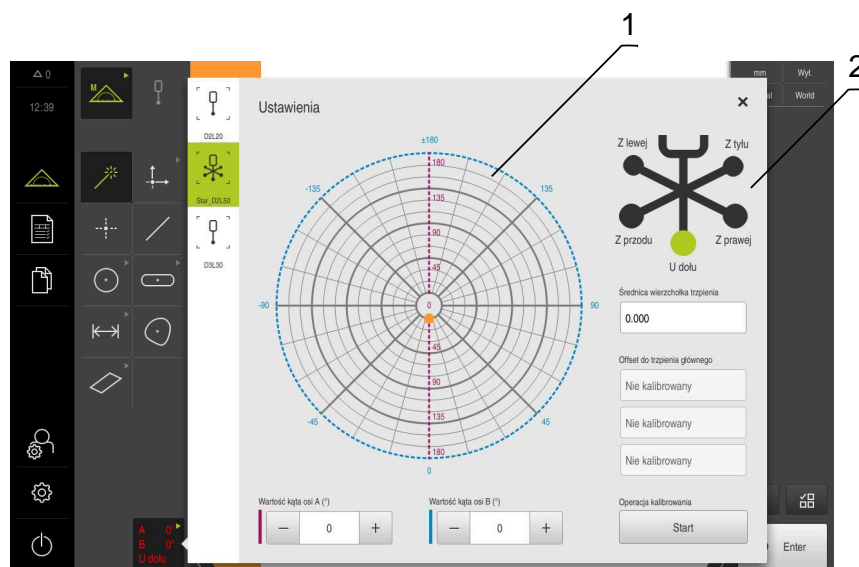 1
2
0
mm Wył.
12:39
al World
M
Ustawienia
D2L20
Star_D2L50
D3L30
±180
180
-135 135
135
90
45
-90 0 90
45
90
135
-45 45
180
0
Z lewej Z tyłu
Z przodu Z prawej
U dołu
Średnica wierzchołka trzpienia
0.000
Offset do trzpienia głównego
Nie kalibrowany
Nie kalibrowany
Nie kalibrowany
Wartość kąta osi A (°) Wartość kąta osi B (°) Operacja kalibrowania
− 0 + − 0 + Start
A 0°
B 0°
U dołu
Enter